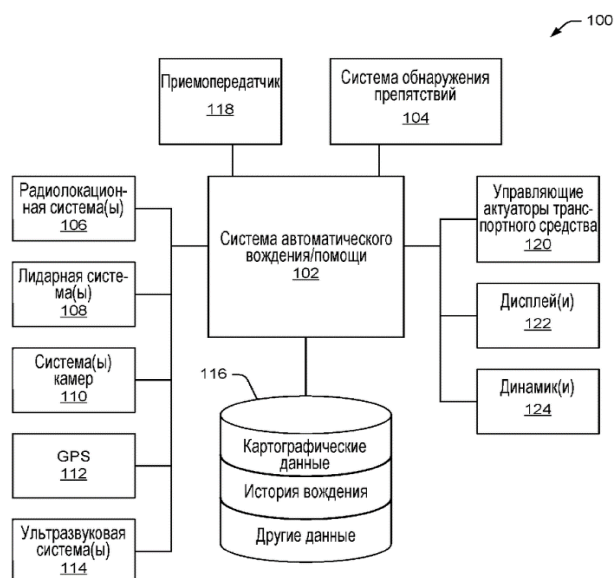 100
Приемопередатчик
118
Система обнаружения
препятствий
104
Радиолокацион-
ная система(ы)
106
Лидарная систе-
ма(ы)
108
Система(ы)
камер
110
GPS
112
Ультразвуковая
система(ы)
114
Система автоматического
вождения/помощи
102
116
Картографические
данные
История вождения
Другие данные
Управляющие
актуаторы транс-
портного средства
120
Дисплей(и)
122
Динамик(и)
124